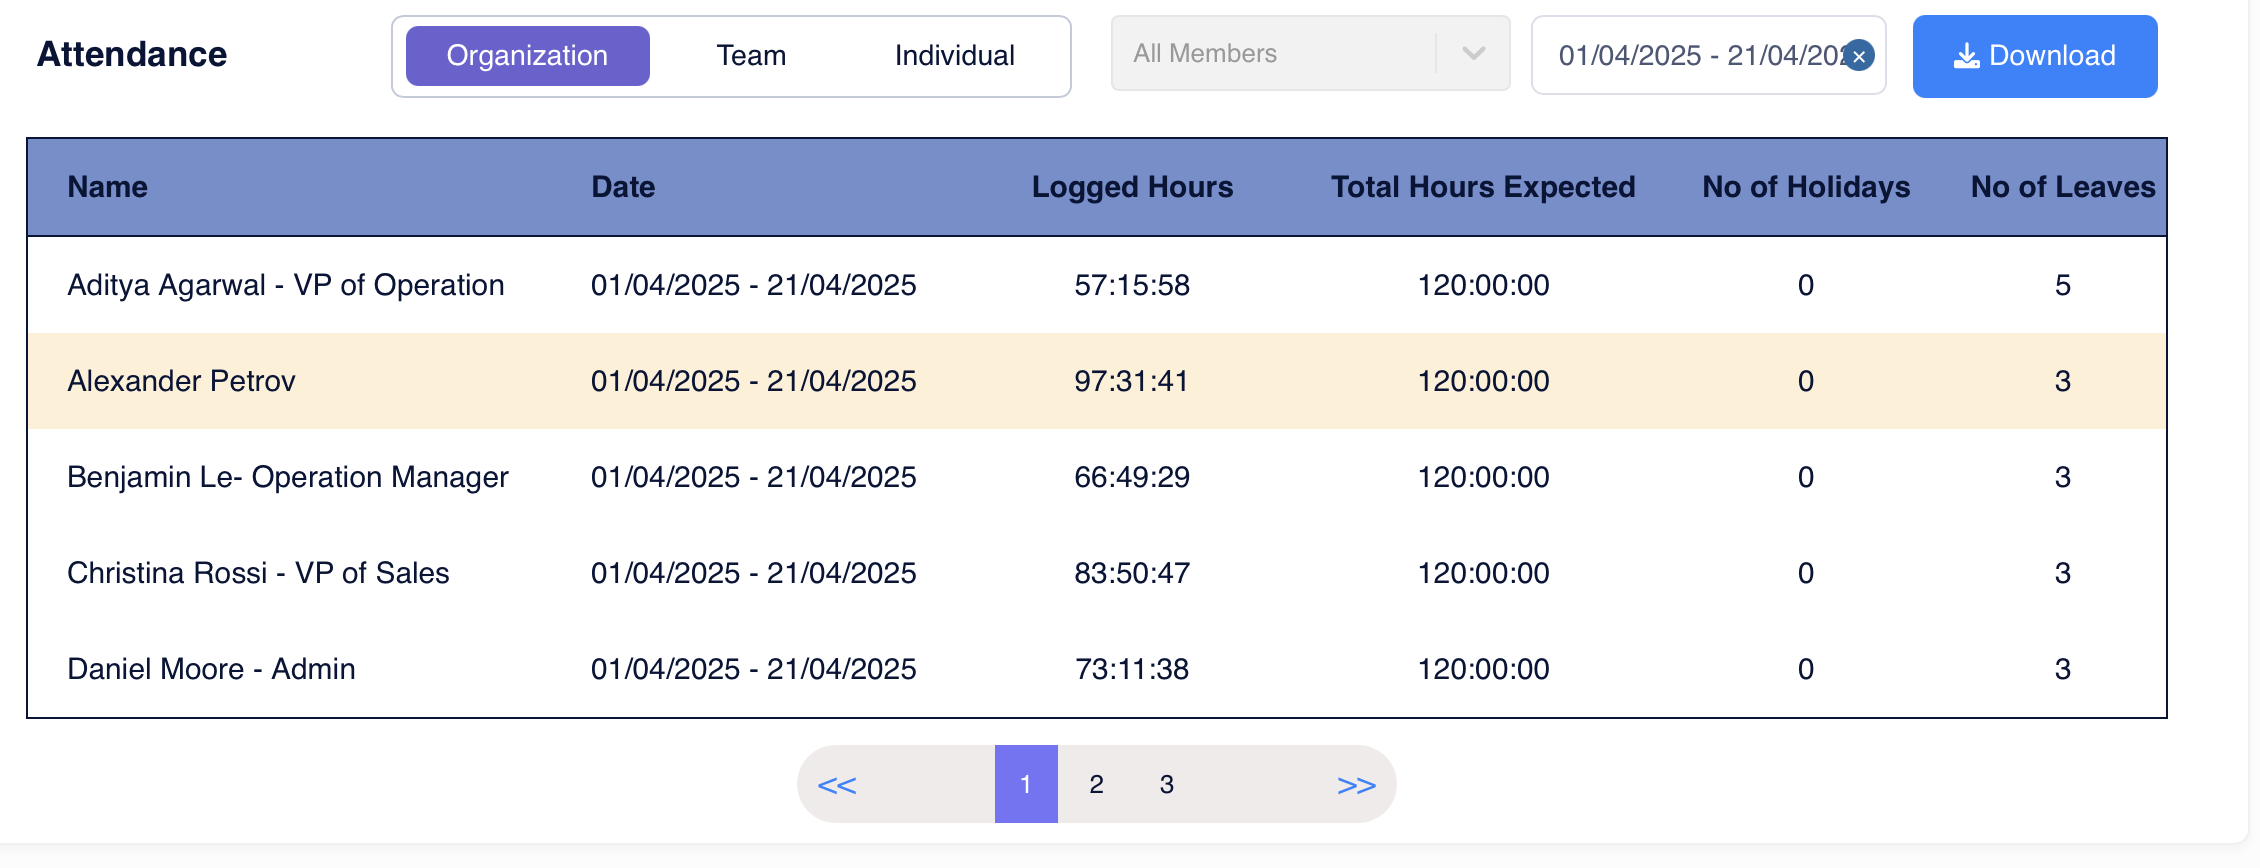 Attendance Organization Team Individual All Members 01/04/2025 - 21/04/202 Download
Name Date Logged Hours Total Hours Expected No of Holidays No of Leaves
Aditya Agarwal - VP of Operation 01/04/2025 - 21/04/2025 57:15:58 120:00:00 0 5
Alexander Petrov 01/04/2025 - 21/04/2025 97:31:41 120:00:00 0 3
Benjamin Le- Operation Manager 01/04/2025 - 21/04/2025 66:49:29 120:00:00 0 3
Christina Rossi - VP of Sales 01/04/2025 - 21/04/2025 83:50:47 120:00:00 0 3
Daniel Moore - Admin 01/04/2025 - 21/04/2025 73:11:38 120:00:00 0 3
<< 1 2 3 >>